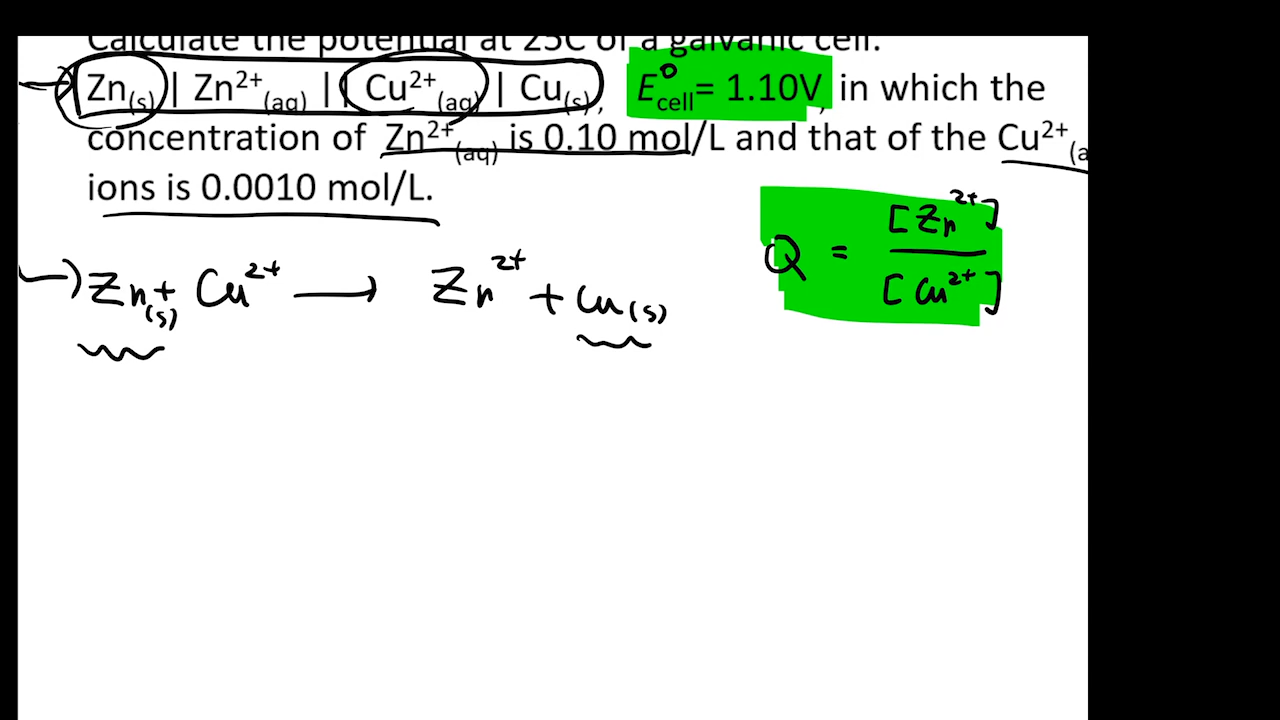 Calculate the potential at 25C of a galvanic cell:
Zn(s) | Zn²⁺(aq) || Cu²⁺(aq) | Cu(s), E°cell = 1.10V, in which the
concentration of Zn²⁺(aq) is 0.10 mol/L and that of the Cu²⁺(a
ions is 0.0010 mol/L.
Q = [Zn²⁺] / [Cu²⁺]
Zn(s) + Cu²⁺ → Zn²⁺ + Cu(s)